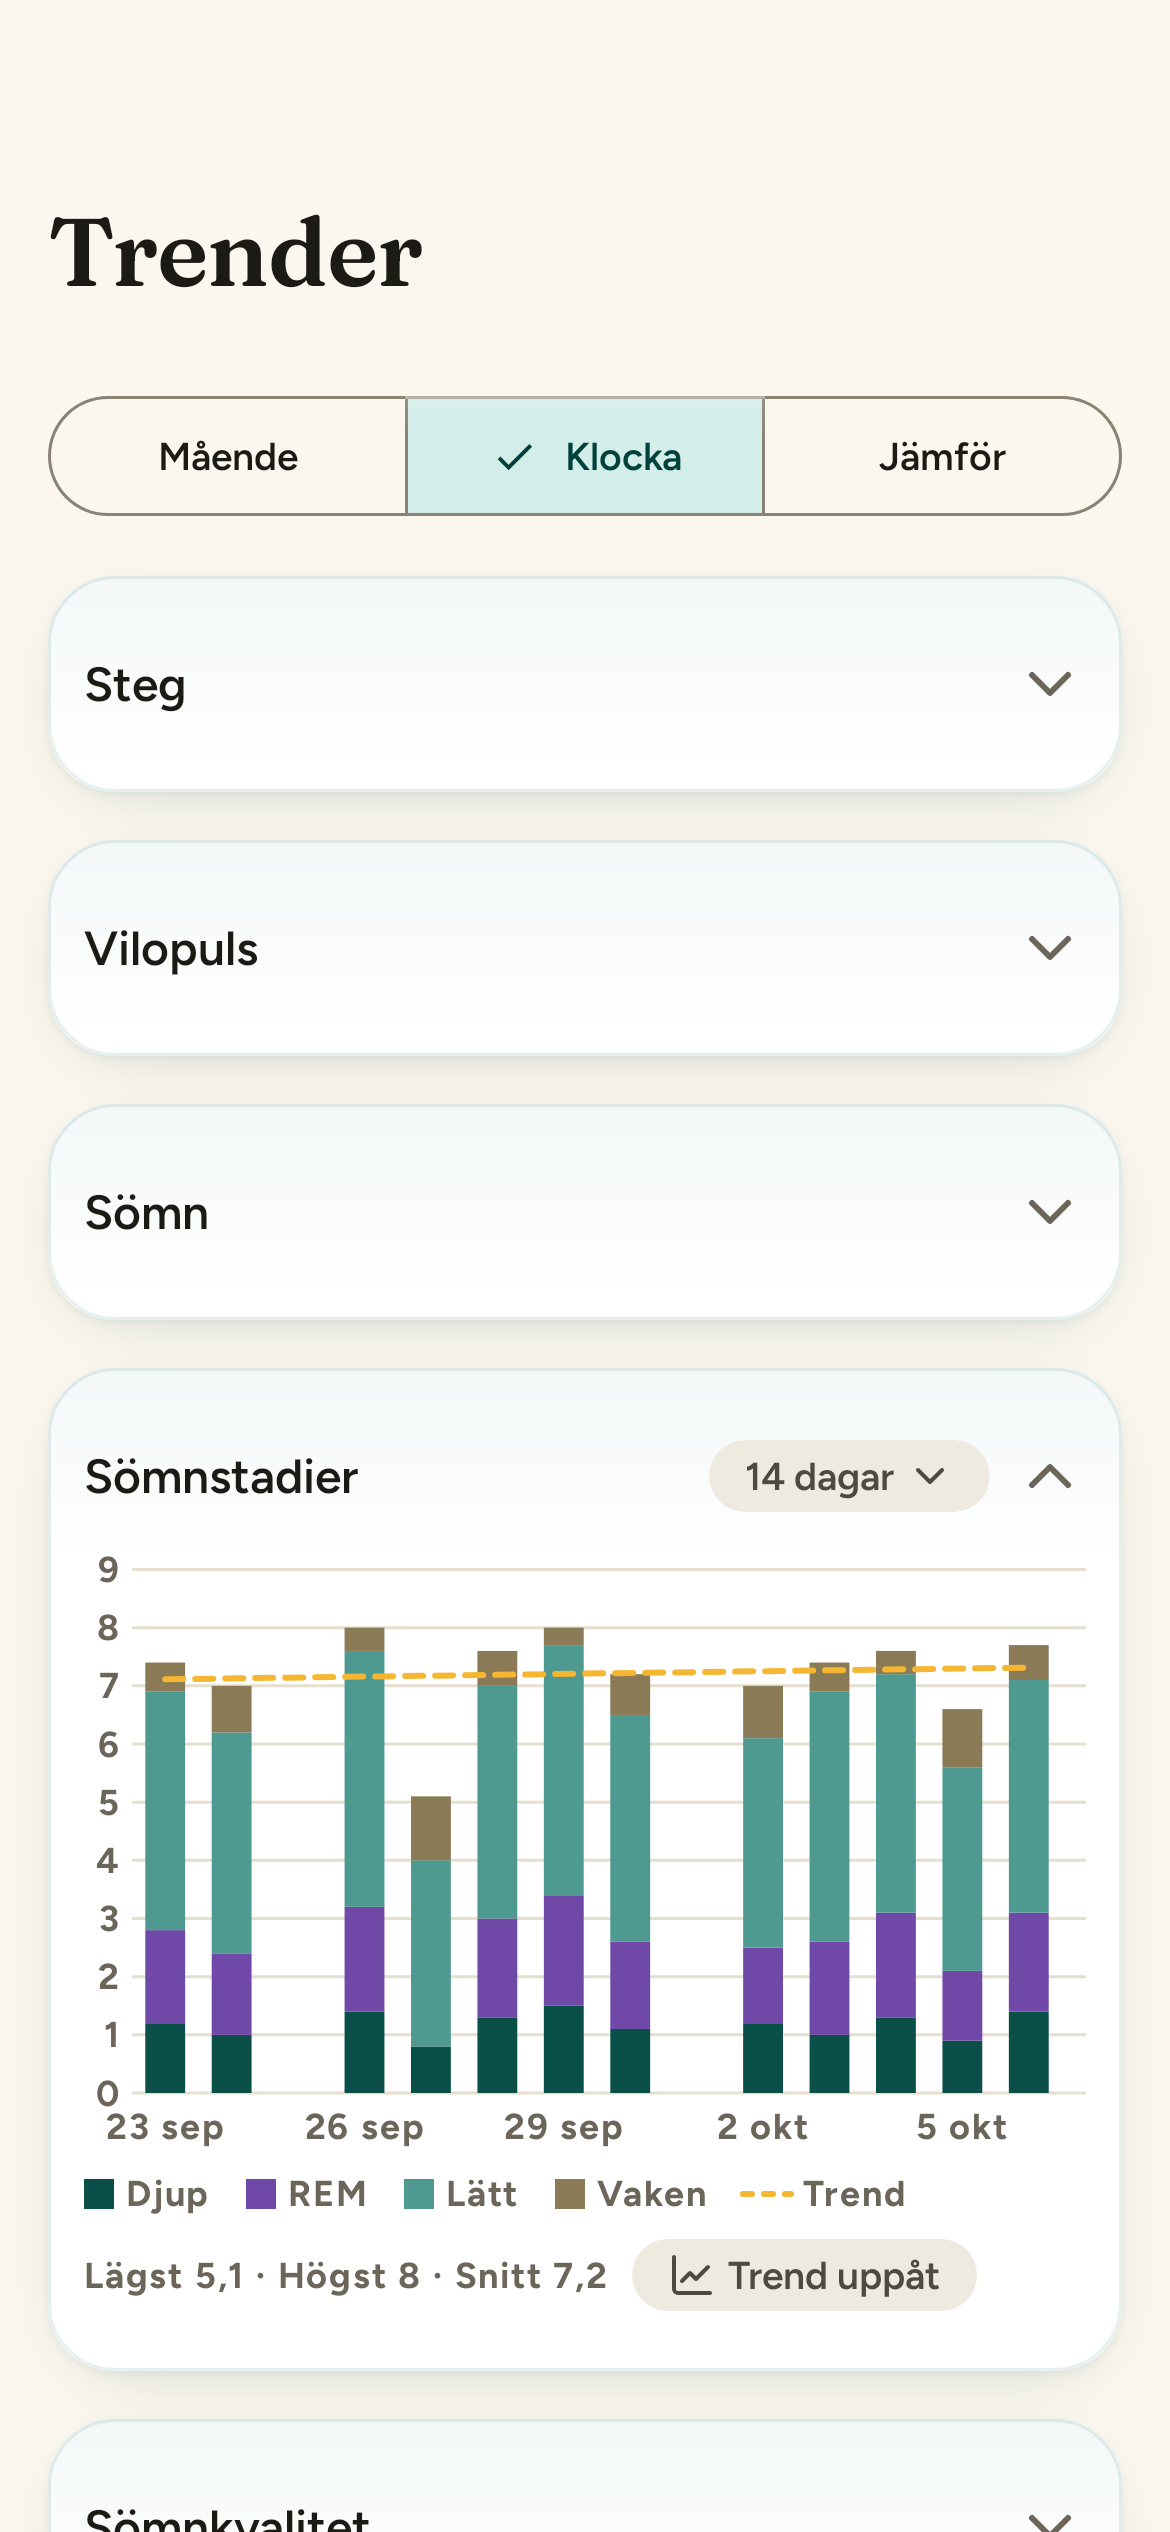 Trender
Mående
Klocka
Jämför
Steg
Vilopuls
Sömn
Sömnstadier
14 dagar
9
8
7
6
5
4
3
2
1
0
23 sep
26 sep
29 sep
2 okt
5 okt
Djup
REM
Lätt
Vaken
Trend
Lägst 5,1 · Högst 8 · Snitt 7,2
Trend uppåt
Sömnkvalitet